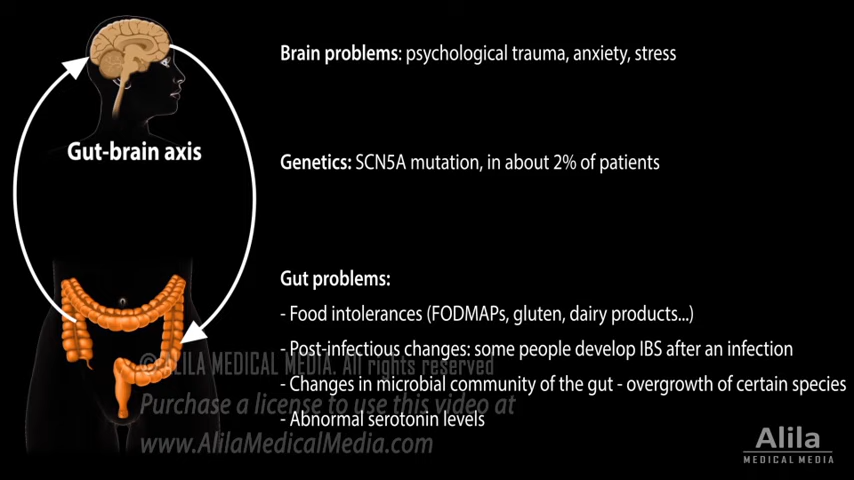 Brain problems: psychological trauma, anxiety, stress
Gut-brain axis
Genetics: SCN5A mutation, in about 2% of patients
Gut problems:
- Food intolerances (FODMAPs, gluten, dairy products...)
- Post-infectious changes: some people develop IBS after an infection
©ALILA MEDICAL MEDIA. All rights reserved
- Changes in microbial community of the gut - overgrowth of certain species
Purchase a license to use this video at
- Abnormal serotonin levels
www.AlilaMedicalMedia.com
Alila
MEDICAL MEDIA